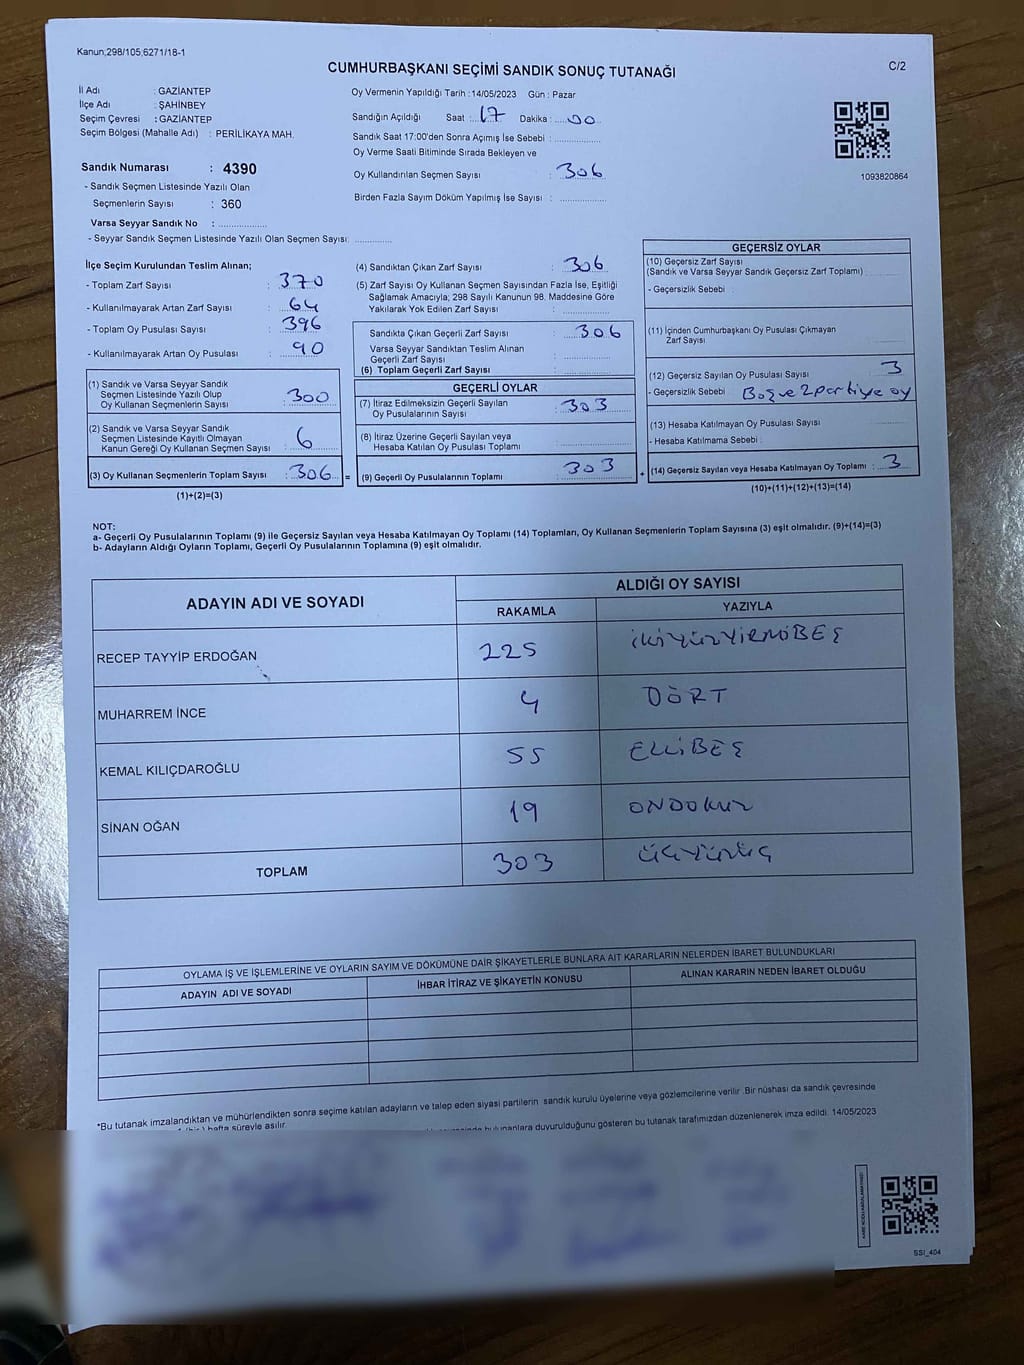 Kanun,298/105,6271/18-1
C/2
CUMHURBAŞKANI SEÇİMİ SANDIK SONUÇ TUTANAĞI
İl Adı : GAZİANTEP
İlçe Adı : ŞAHİNBEY
Seçim Çevresi : GAZİANTEP
Seçim Bölgesi (Mahalle Adı) : PERİLİKAYA MAH.
Sandık Numarası : 4390
- Sandık Seçmen Listesinde Yazılı Olan
Seçmenlerin Sayısı : 360
Varsa Seyyar Sandık No : ..................
- Seyyar Sandık Seçmen Listesinde Yazılı Olan Seçmen Sayısı: ..............
Oy Vermenin Yapıldığı Tarih :14/05/2023 Gün : Pazar
Sandığın Açıldığı Saat : 17 Dakika : 00
Sandık Saat 17:00'den Sonra Açımış İse Sebebi : ..................
Oy Verme Saati Bitiminde Sırada Bekleyen ve
Oy Kullandırılan Seçmen Sayısı : 306
Birden Fazla Sayım Döküm Yapılmış İse Sayısı : ..................
1093820864
İlçe Seçim Kurulundan Teslim Alınan;
- Toplam Zarf Sayısı : 370
- Kullanılmayarak Artan Zarf Sayısı : 64
- Toplam Oy Pusulası Sayısı : 396
- Kullanılmayarak Artan Oy Pusulası : 90
(1) Sandık ve Varsa Seyyar Sandık
Seçmen Listesinde Yazılı Olup
Oy Kullanan Seçmenlerin Sayısı : 300
(2) Sandık ve Varsa Seyyar Sandık
Seçmen Listesinde Kayıtlı Olmayan
Kanun Gereği Oy Kullanan Seçmen Sayısı : 6
(3) Oy Kullanan Seçmenlerin Toplam Sayısı : 306 =
(1)+(2)=(3)
(4) Sandıktan Çıkan Zarf Sayısı : 306
(5) Zarf Sayısı Oy Kullanan Seçmen Sayısından Fazla İse, Eşitliği
Sağlamak Amacıyla; 298 Sayılı Kanunun 98. Maddesine Göre
Yakılarak Yok Edilen Zarf Sayısı : ..................
Sandıkta Çıkan Geçerli Zarf Sayısı : 306
Varsa Seyyar Sandıktan Teslim Alınan
Geçerli Zarf Sayısı : ..................
(6) Toplam Geçerli Zarf Sayısı : ..................
GEÇERLİ OYLAR
(7) İtiraz Edilmeksizin Geçerli Sayılan
Oy Pusulalarının Sayısı : 303
(8) İtiraz Üzerine Geçerli Sayılan veya
Hesaba Katılan Oy Pusulası Toplamı : ..................
(9) Geçerli Oy Pusulalarının Toplamı : 303 +
GEÇERSİZ OYLAR
(10) Geçersiz Zarf Sayısı
(Sandık ve Varsa Seyyar Sandık Geçersiz Zarf Toplamı) ..........
- Geçersizlik Sebebi :
(11) İçinden Cumhurbaşkanı Oy Pusulası Çıkmayan
Zarf Sayısı : ..........
(12) Geçersiz Sayılan Oy Pusulası Sayısı : 3
- Geçersizlik Sebebi : Boş ve 2 partiye oy
(13) Hesaba Katılmayan Oy Pusulası Sayısı : ..........
- Hesaba Katılmama Sebebi :
(14) Geçersiz Sayılan veya Hesaba Katılmayan Oy Toplamı : 3
(10)+(11)+(12)+(13)=(14)
NOT:
a- Geçerli Oy Pusulalarının Toplamı (9) ile Geçersiz Sayılan veya Hesaba Katılmayan Oy Toplamı (14) Toplamları, Oy Kullanan Seçmenlerin Toplam Sayısına (3) eşit olmalıdır. (9)+(14)=(3)
b- Adayların Aldığı Oyların Toplamı, Geçerli Oy Pusulalarının Toplamına (9) eşit olmalıdır.
ADAYIN ADI VE SOYADI
ALDIĞI OY SAYISI
RAKAMLA YAZIYLA
RECEP TAYYİP ERDOĞAN 225 İKİYÜZYİRMİBEŞ
MUHARREM İNCE 4 DÖRT
KEMAL KILIÇDAROĞLU 55 ELLİBEŞ
SİNAN OĞAN 19 ONDOKUZ
TOPLAM 303 ÜÇYÜZÜÇ
OYLAMA İŞ VE İŞLEMLERİNE VE OYLARIN SAYIM VE DÖKÜMÜNE DAİR ŞİKAYETLERLE BUNLARA AİT KARARLARIN NELERDEN İBARET BULUNDUKLARI
ADAYIN ADI VE SOYADI İHBAR İTİRAZ VE ŞİKAYETİN KONUSU ALINAN KARARIN NEDEN İBARET OLDUĞU
*Bu tutanak imzalandıktan ve mühürlendikten sonra seçime katılan adayların ve talep eden siyasi partilerin sandık kurulu üyelerine veya gözlemcilerine verilir. Bir nüshası da sandık çevresinde
hafta süreyle asılır.
bulunanlara duyurulduğunu gösteren bu tutanak tarafımızdan düzenlenerek imza edildi. 14/05/2023
SSİ_404